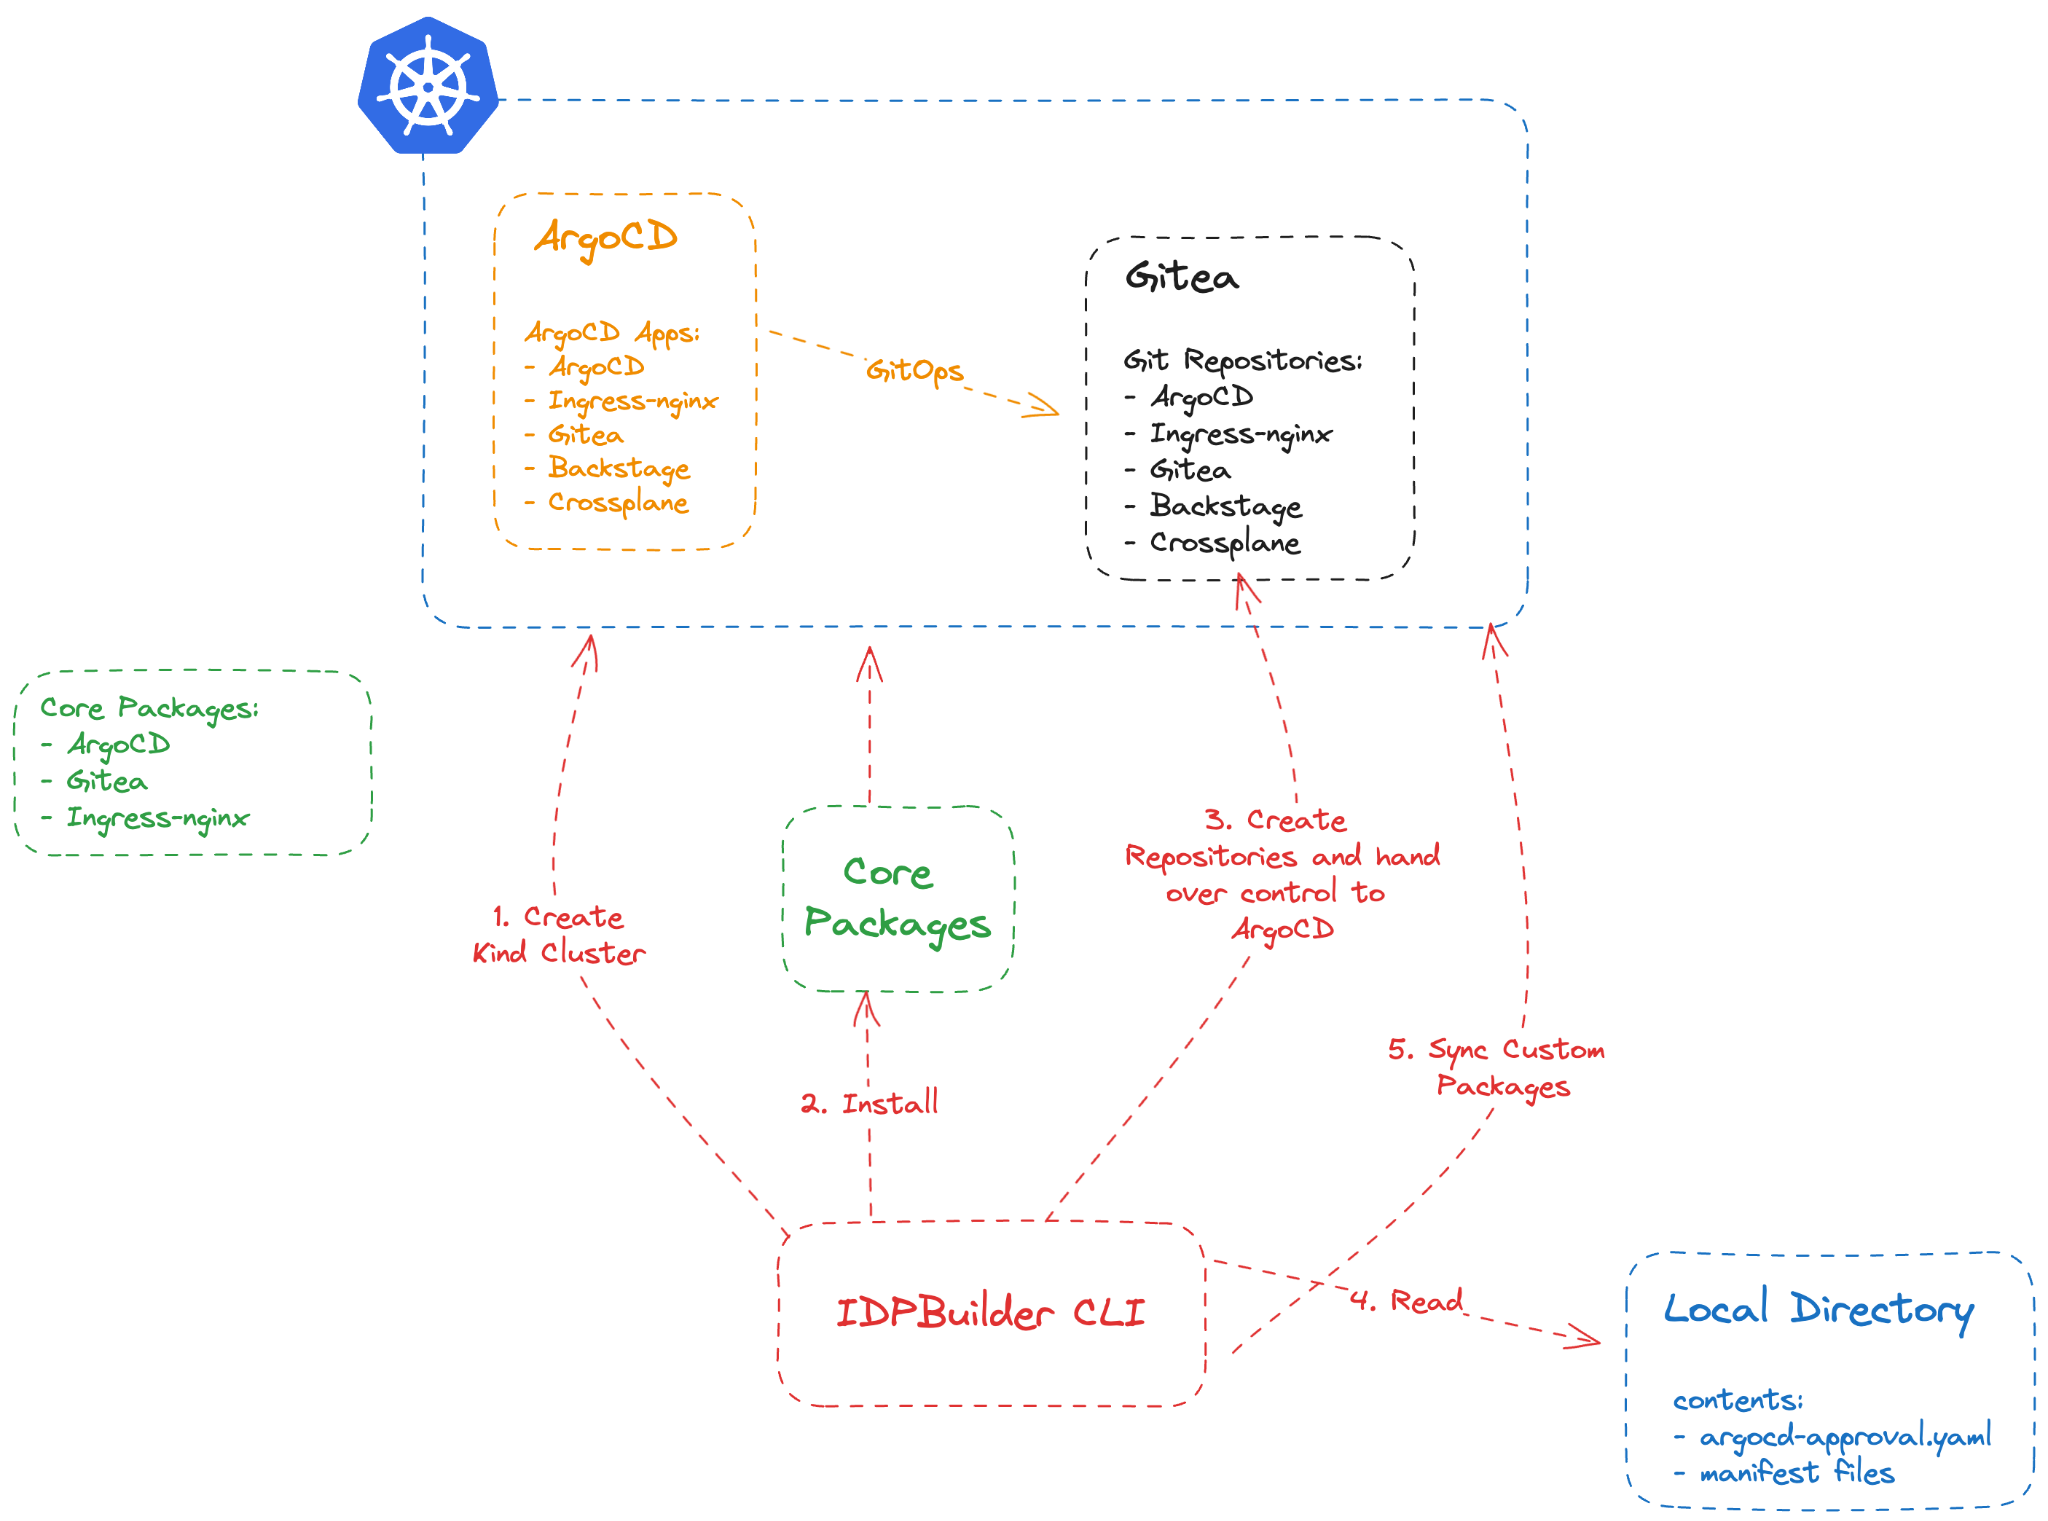 ArgoCD
ArgoCD Apps:
- ArgoCD
- Ingress-nginx
- Gitea
- Backstage
- Crossplane
GitOps
Gitea
Git Repositories:
- ArgoCD
- Ingress-nginx
- Gitea
- Backstage
- Crossplane
Core Packages:
- ArgoCD
- Gitea
- Ingress-nginx
1. Create
Kind Cluster
Core
Packages
2. Install
3. Create
Repositories and hand
over control to
ArgoCD
5. Sync Custom
Packages
IDPBuilder CLI
4. Read
Local Directory
contents:
- argocd-approval.yaml
- manifest files